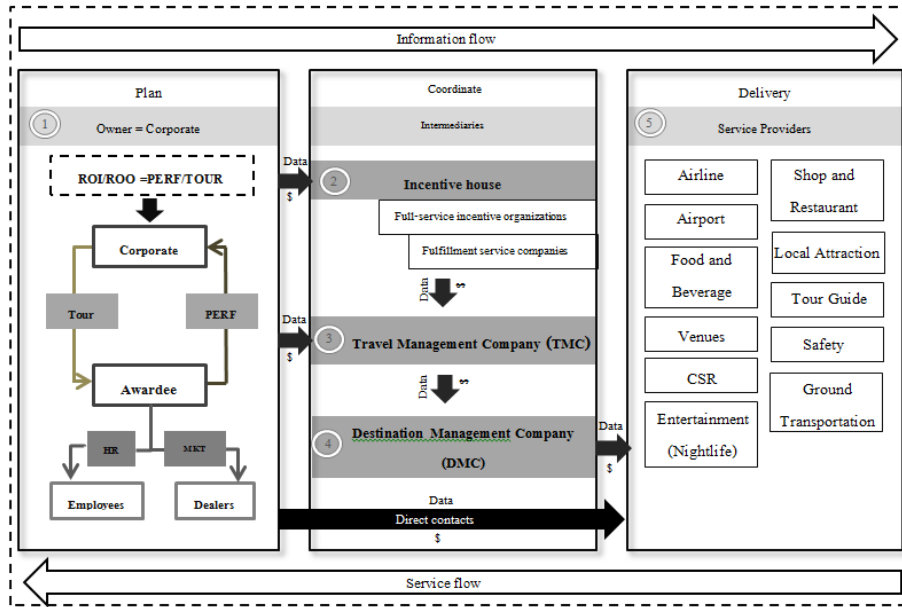 Information flow
Plan
1
Owner = Corporate
ROI/ROO =PERF/TOUR
Corporate
Tour
PERF
Awardee
HR
MKT
Employees
Dealers
Data
$
Data
$
Coordinate
Intermediaries
2
Incentive house
Full-service incentive organizations
Fulfillment service companies
Data
$
3
Travel Management Company (TMC)
Data
$
4
Destination Management Company
(DMC)
Data
$
Data
Direct contacts
$
Delivery
5
Service Providers
Airline
Airport
Food and
Beverage
Venues
CSR
Entertainment
(Nightlife)
Shop and
Restaurant
Local Attraction
Tour Guide
Safety
Ground
Transportation
Service flow